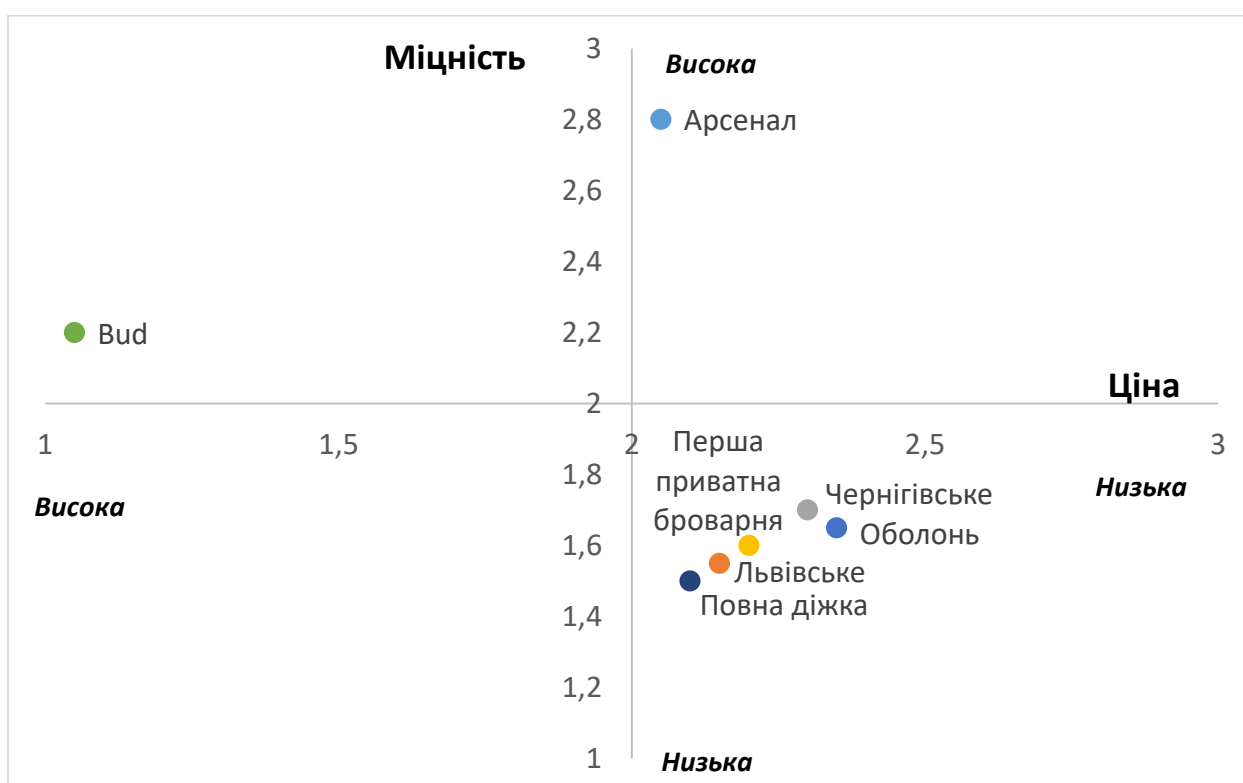 Міцність
3
Висока
2,8
Арсенал
2,6
2,4
Bud
2,2
Ціна
2
1
1,5
2
2,5
3
Перша
приватна
броварня
1,8
Чернігівське
Низька
Висока
Оболонь
1,6
Львівське
Повна діжка
1,4
1,2
1
Низька